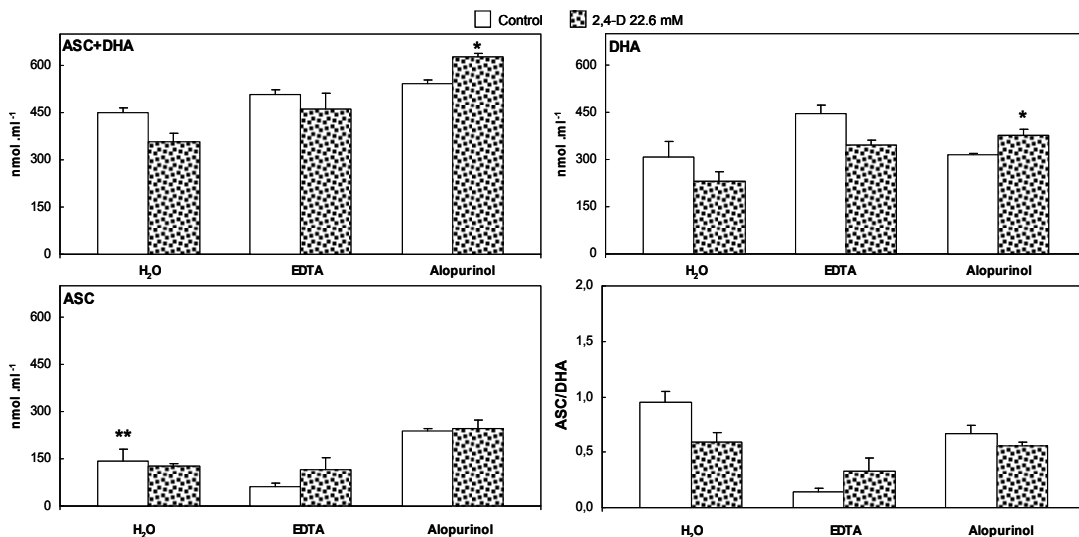 Control 2,4-D 22.6 mM
ASC+DHA
nmol .ml⁻¹
600
450
300
150
0
*
H₂O EDTA Alopurinol
DHA
nmol .ml⁻¹
600
450
300
150
0
*
H₂O EDTA Alopurinol
ASC
nmol .ml⁻¹
600
450
300
150
0
**
H₂O EDTA Alopurinol
ASC/DHA
2,0
1,5
1,0
0,5
0,0
H₂O EDTA Alopurinol